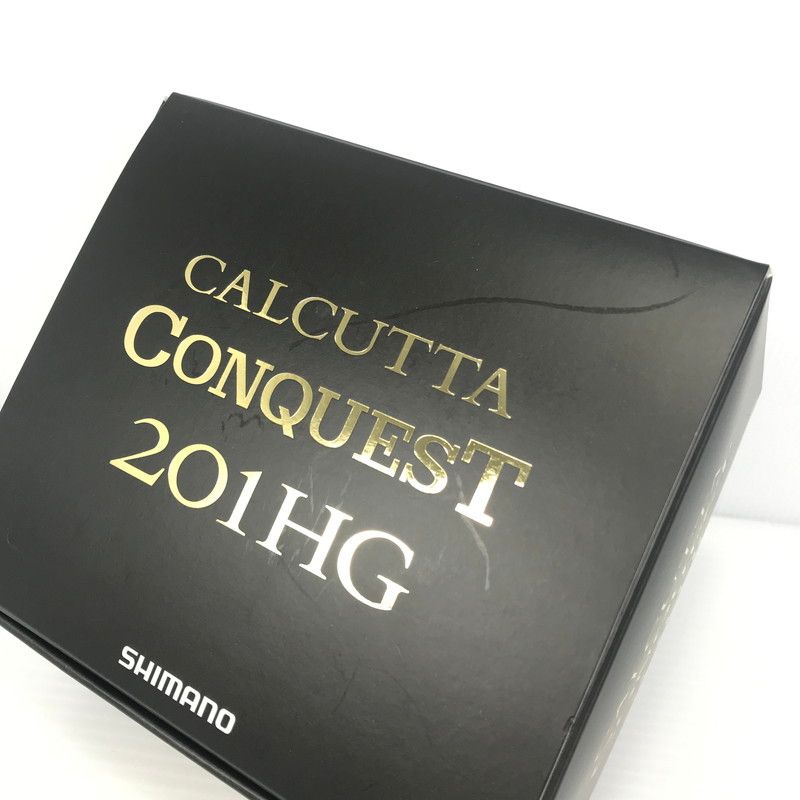 CALCUTTA
CONQUEST
201HG
SHIMANO